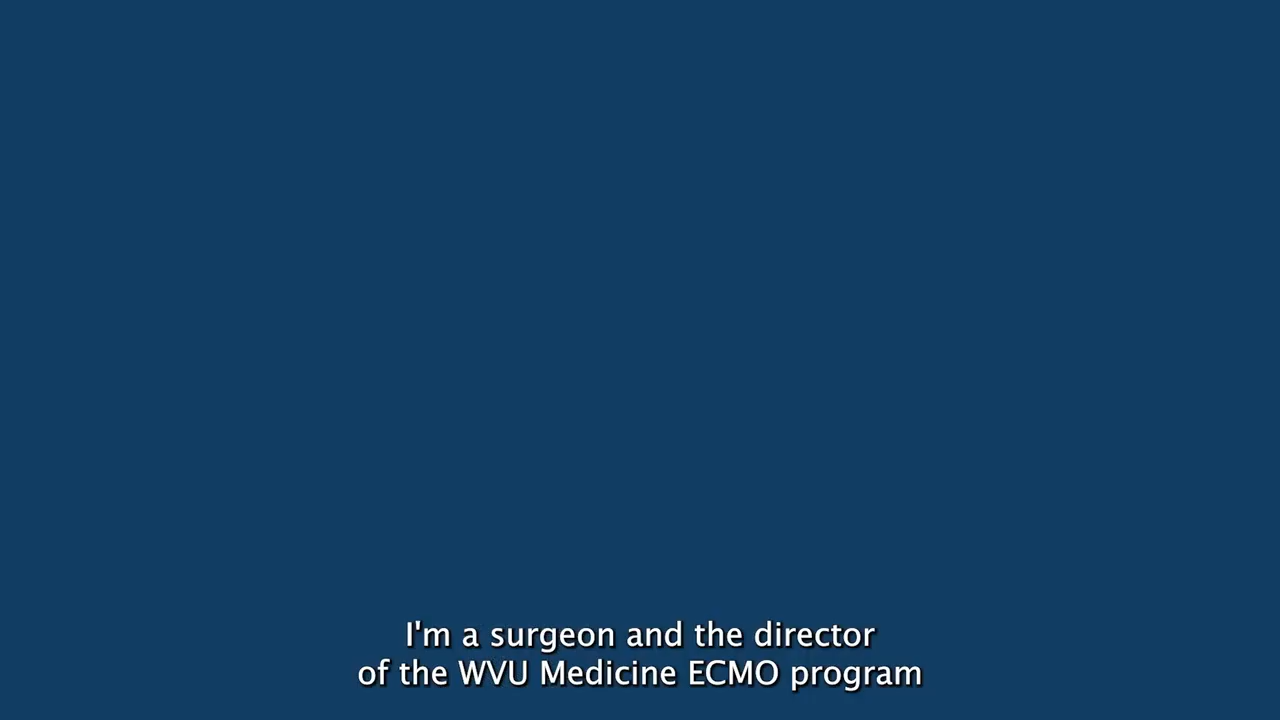 I'm a surgeon and the director
of the WVU Medicine ECMO program